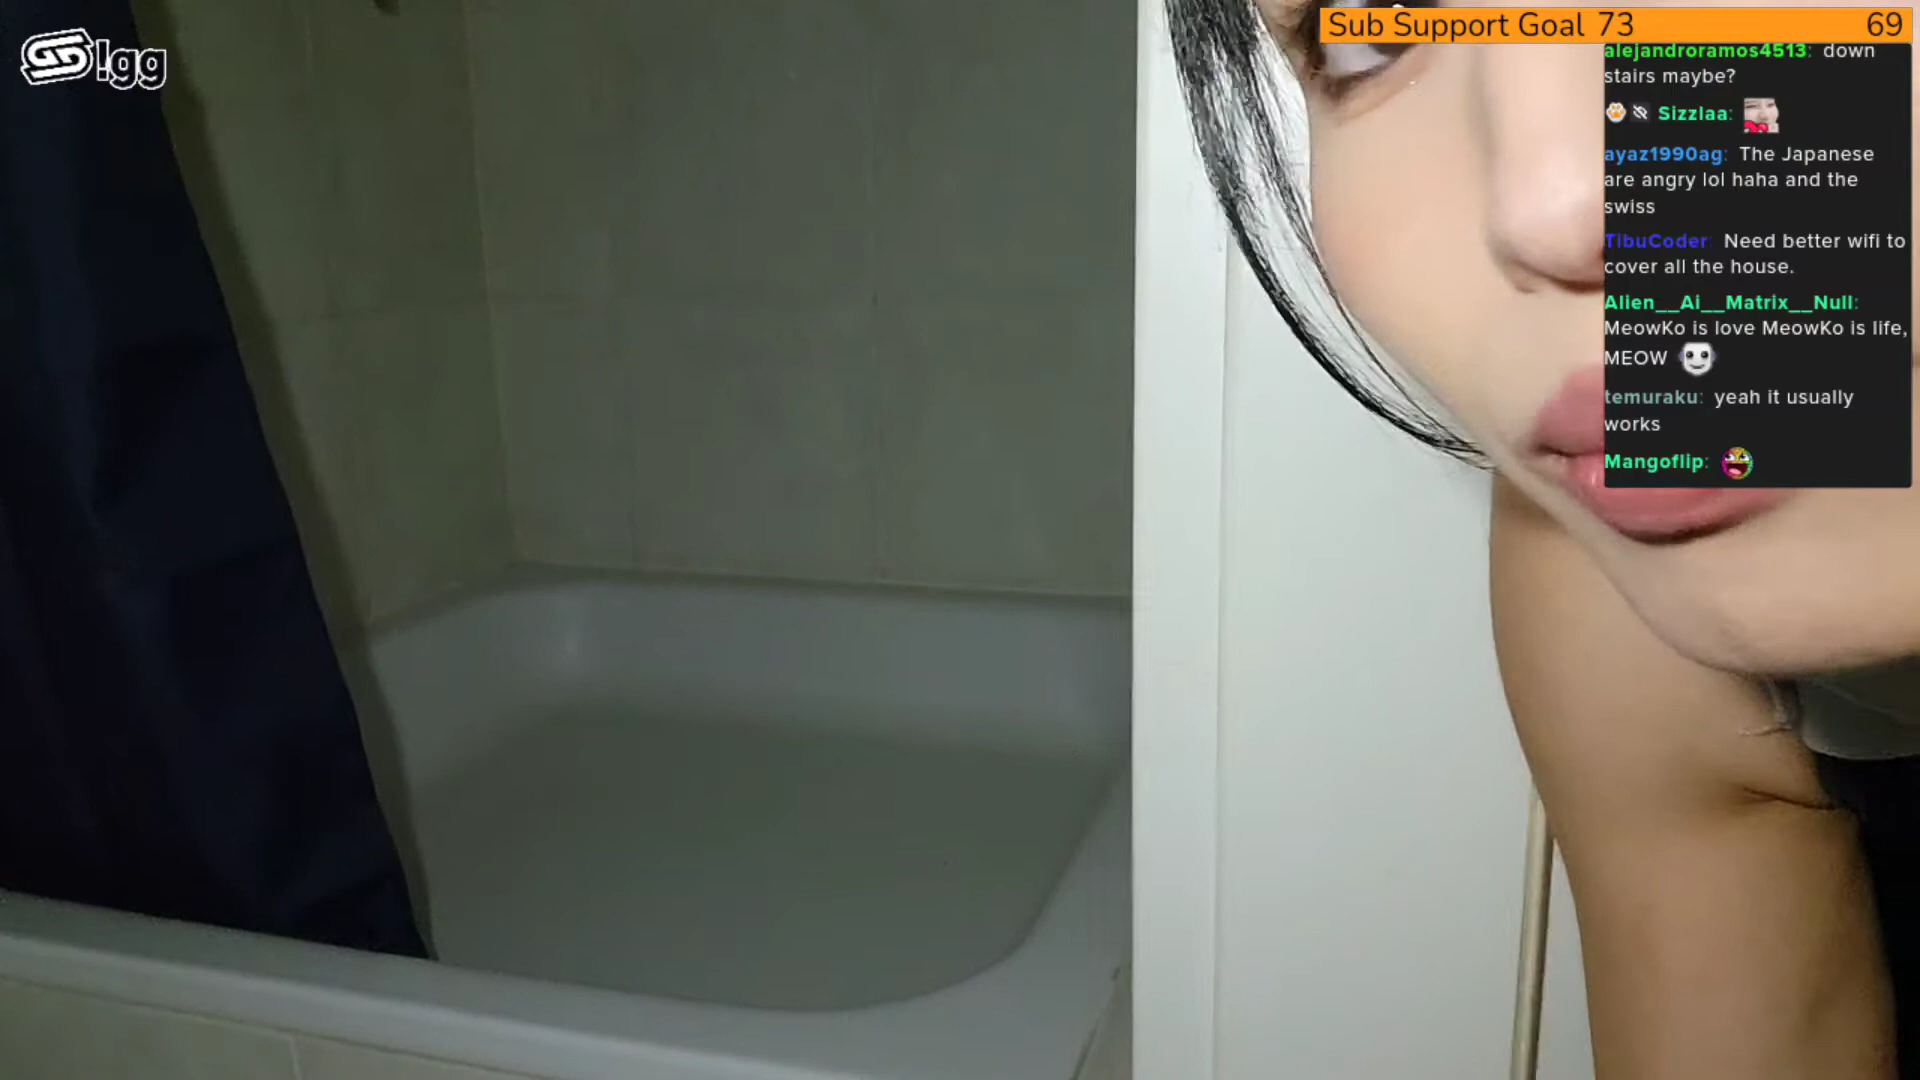 !gg
Sub Support Goal 73 69
alejandroramos4513: down
stairs maybe?
Sizzlaa:
ayaz1990ag: The Japanese
are angry lol haha and the
swiss
TibuCoder: Need better wifi to
cover all the house.
Alien__Ai__Matrix__Null:
MeowKo is love MeowKo is life,
MEOW
temuraku: yeah it usually
works
Mangoflip: